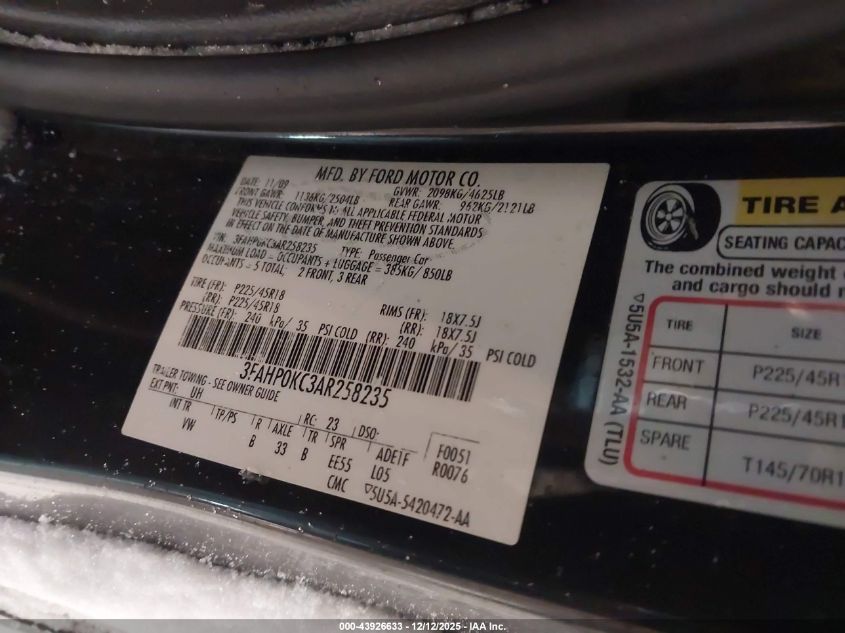 MFD. BY FORD MOTOR CO.
DATE: 11/09 GVWR: 2098KG/4625LB
FRONT GAWR: 1136KG/2504LB REAR GAWR: 962KG/2121LB
THIS VEHICLE CONFORMS TO ALL APPLICABLE FEDERAL MOTOR
VEHICLE SAFETY, BUMPER, AND THEFT PREVENTION STANDARDS
IN EFFECT ON THE DATE OF MANUFACTURE SHOWN ABOVE.
VIN: 3FAHP0KC3AR258235 TYPE: Passenger Car
MAXIMUM LOAD = OCCUPANTS + LUGGAGE = 385KG/850LB
OCCUPANTS = 5 TOTAL: 2 FRONT, 3 REAR
TIRE (FR): P225/45R18 RIMS (FR): 18X7.5J
(RR): P225/45R18 (RR): 18X7.5J
PRESSURE (FR): 240 kPa/ 35 PSI COLD (RR): 240 kPa/35 PSI COLD
3FAHP0KC3AR258235
TRAILER TOWING - SEE OWNER GUIDE
EXT PNT: UH RC: 23 DSO:
INT TR TP/PS R AXLE TR SPR ADE1F F0051
VW B 33 B EE55 L05 R0076
CMC ▽5U5A-5420472-AA
TIRE A
SEATING CAPAC
The combined weight
and cargo should
▽5U5A-1532-AA (TLU)
TIRE SIZE
FRONT P225/45R1
REAR P225/45R1
SPARE T145/70R1
000-43926633 - 12/12/2025 - IAA Inc.